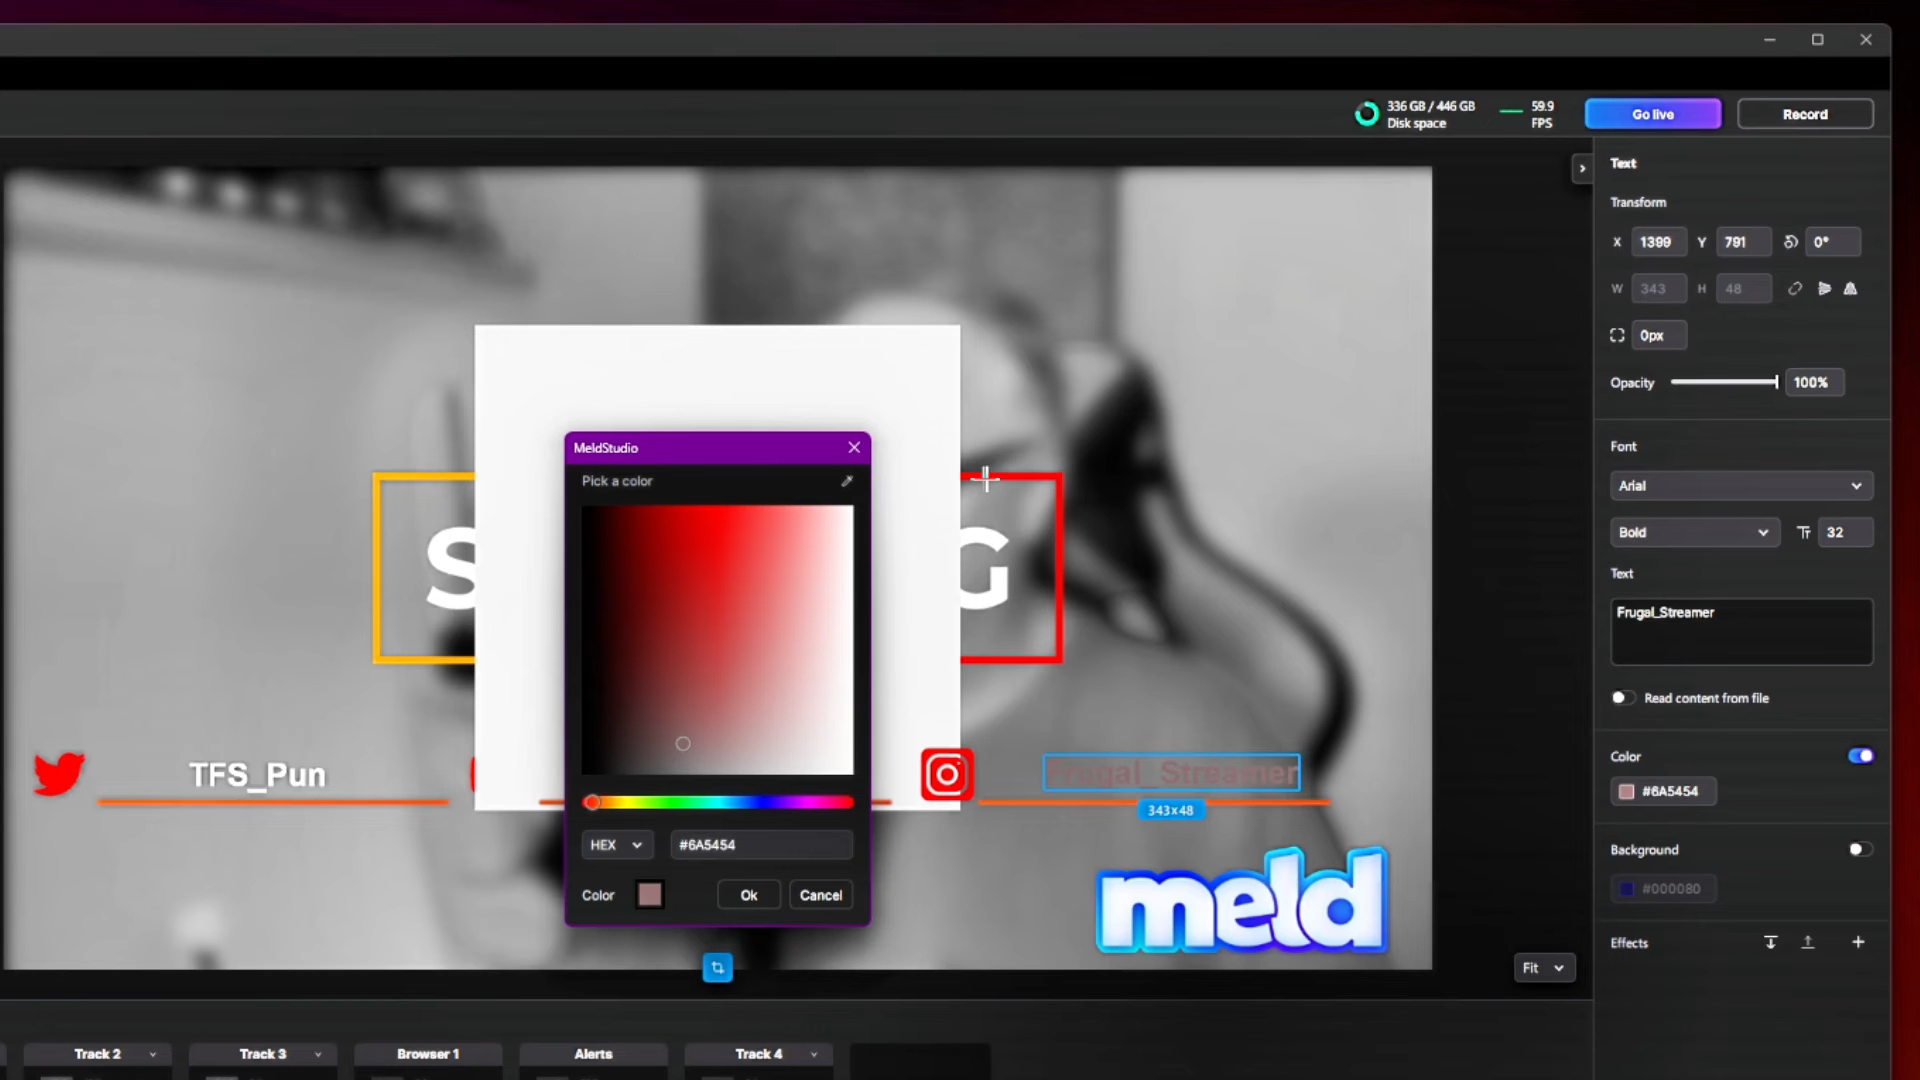 336 GB / 446 GB
Disk space
59.9
FPS
Go live
Record
Text
Transform
X 1399 Y 791 0°
W 343 H 48
0px
Opacity 100%
Font
Arial
Bold
32
Text
Frugal_Streamer
Read content from file
Color
#6A5454
Background
#000080
Effects
MeldStudio
Pick a color
HEX
#6A5454
Color
Ok
Cancel
S
G
TFS_Pun
Frugal_Streamer
343x48
meld
Fit
Track 2
Track 3
Browser 1
Alerts
Track 4